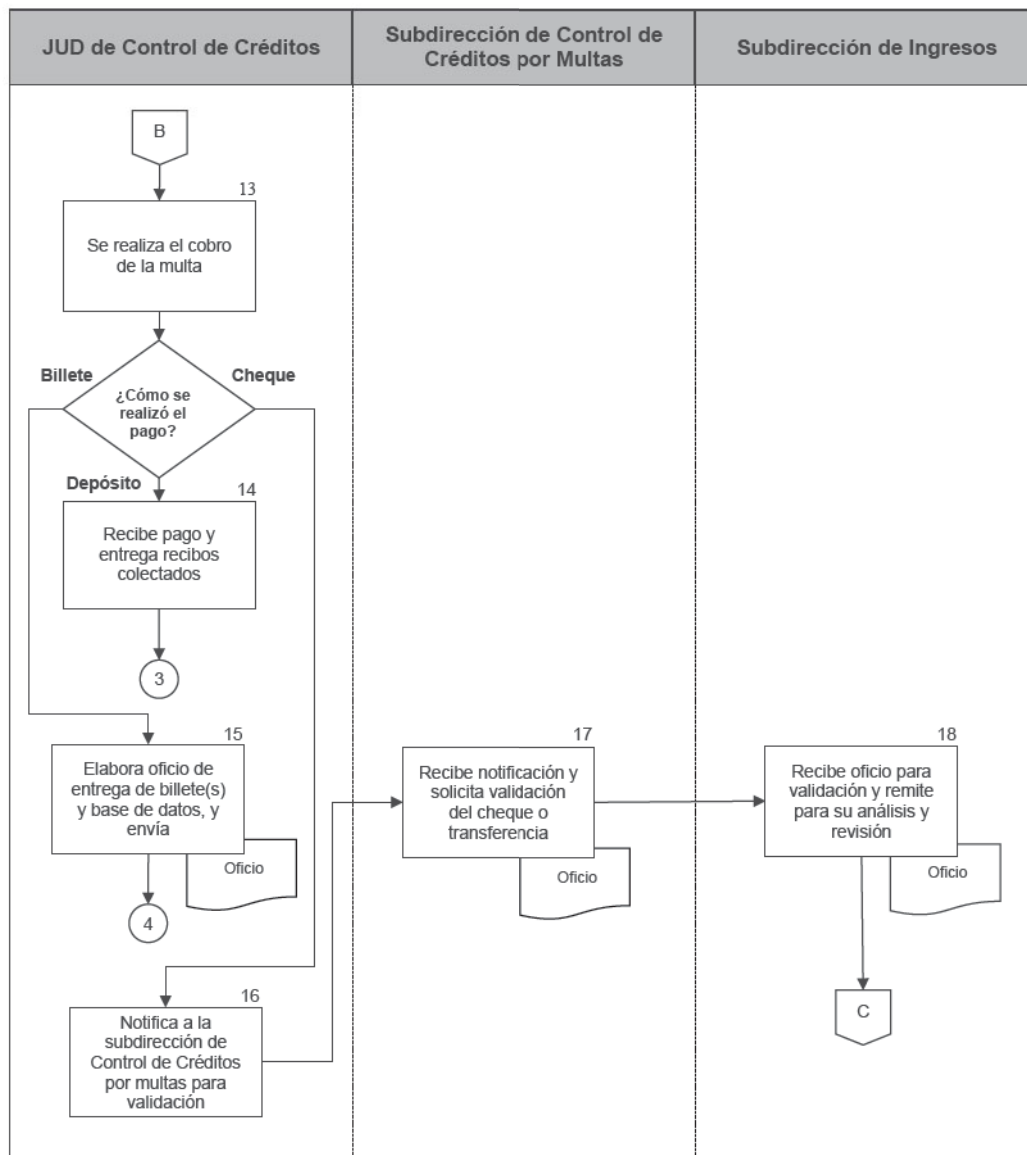 JUD de Control de Créditos
Subdirección de Control de
Créditos por Multas
Subdirección de Ingresos
B
13
Se realiza el cobro
de la multa
Billete
Cheque
¿Cómo se
realizó el
pago?
Depósito
14
Recibe pago y
entrega recibos
colectados
3
15
Elabora oficio de
entrega de billete(s)
y base de datos, y
envía
Oficio
4
16
Notifica a la
subdirección de
Control de Créditos
por multas para
validación
17
Recibe notificación y
solicita validación
del cheque o
transferencia
Oficio
18
Recibe oficio para
validación y remite
para su análisis y
revisión
Oficio
C